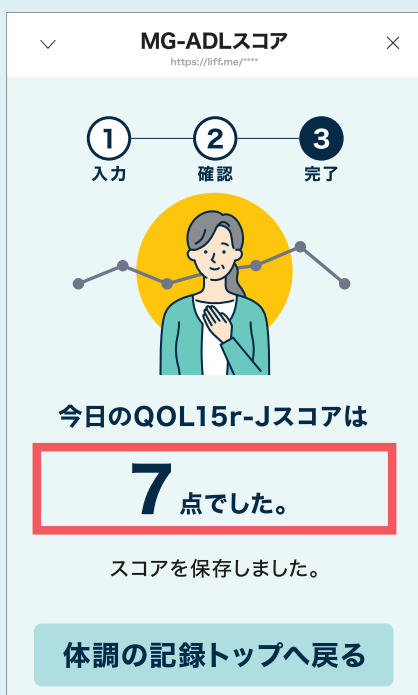 MG-ADLスコア
https://liff.me/****
1 2 3
入力 確認 完了
今日のQOL15r-Jスコアは
7点でした。
スコアを保存しました。
体調の記録トップへ戻る